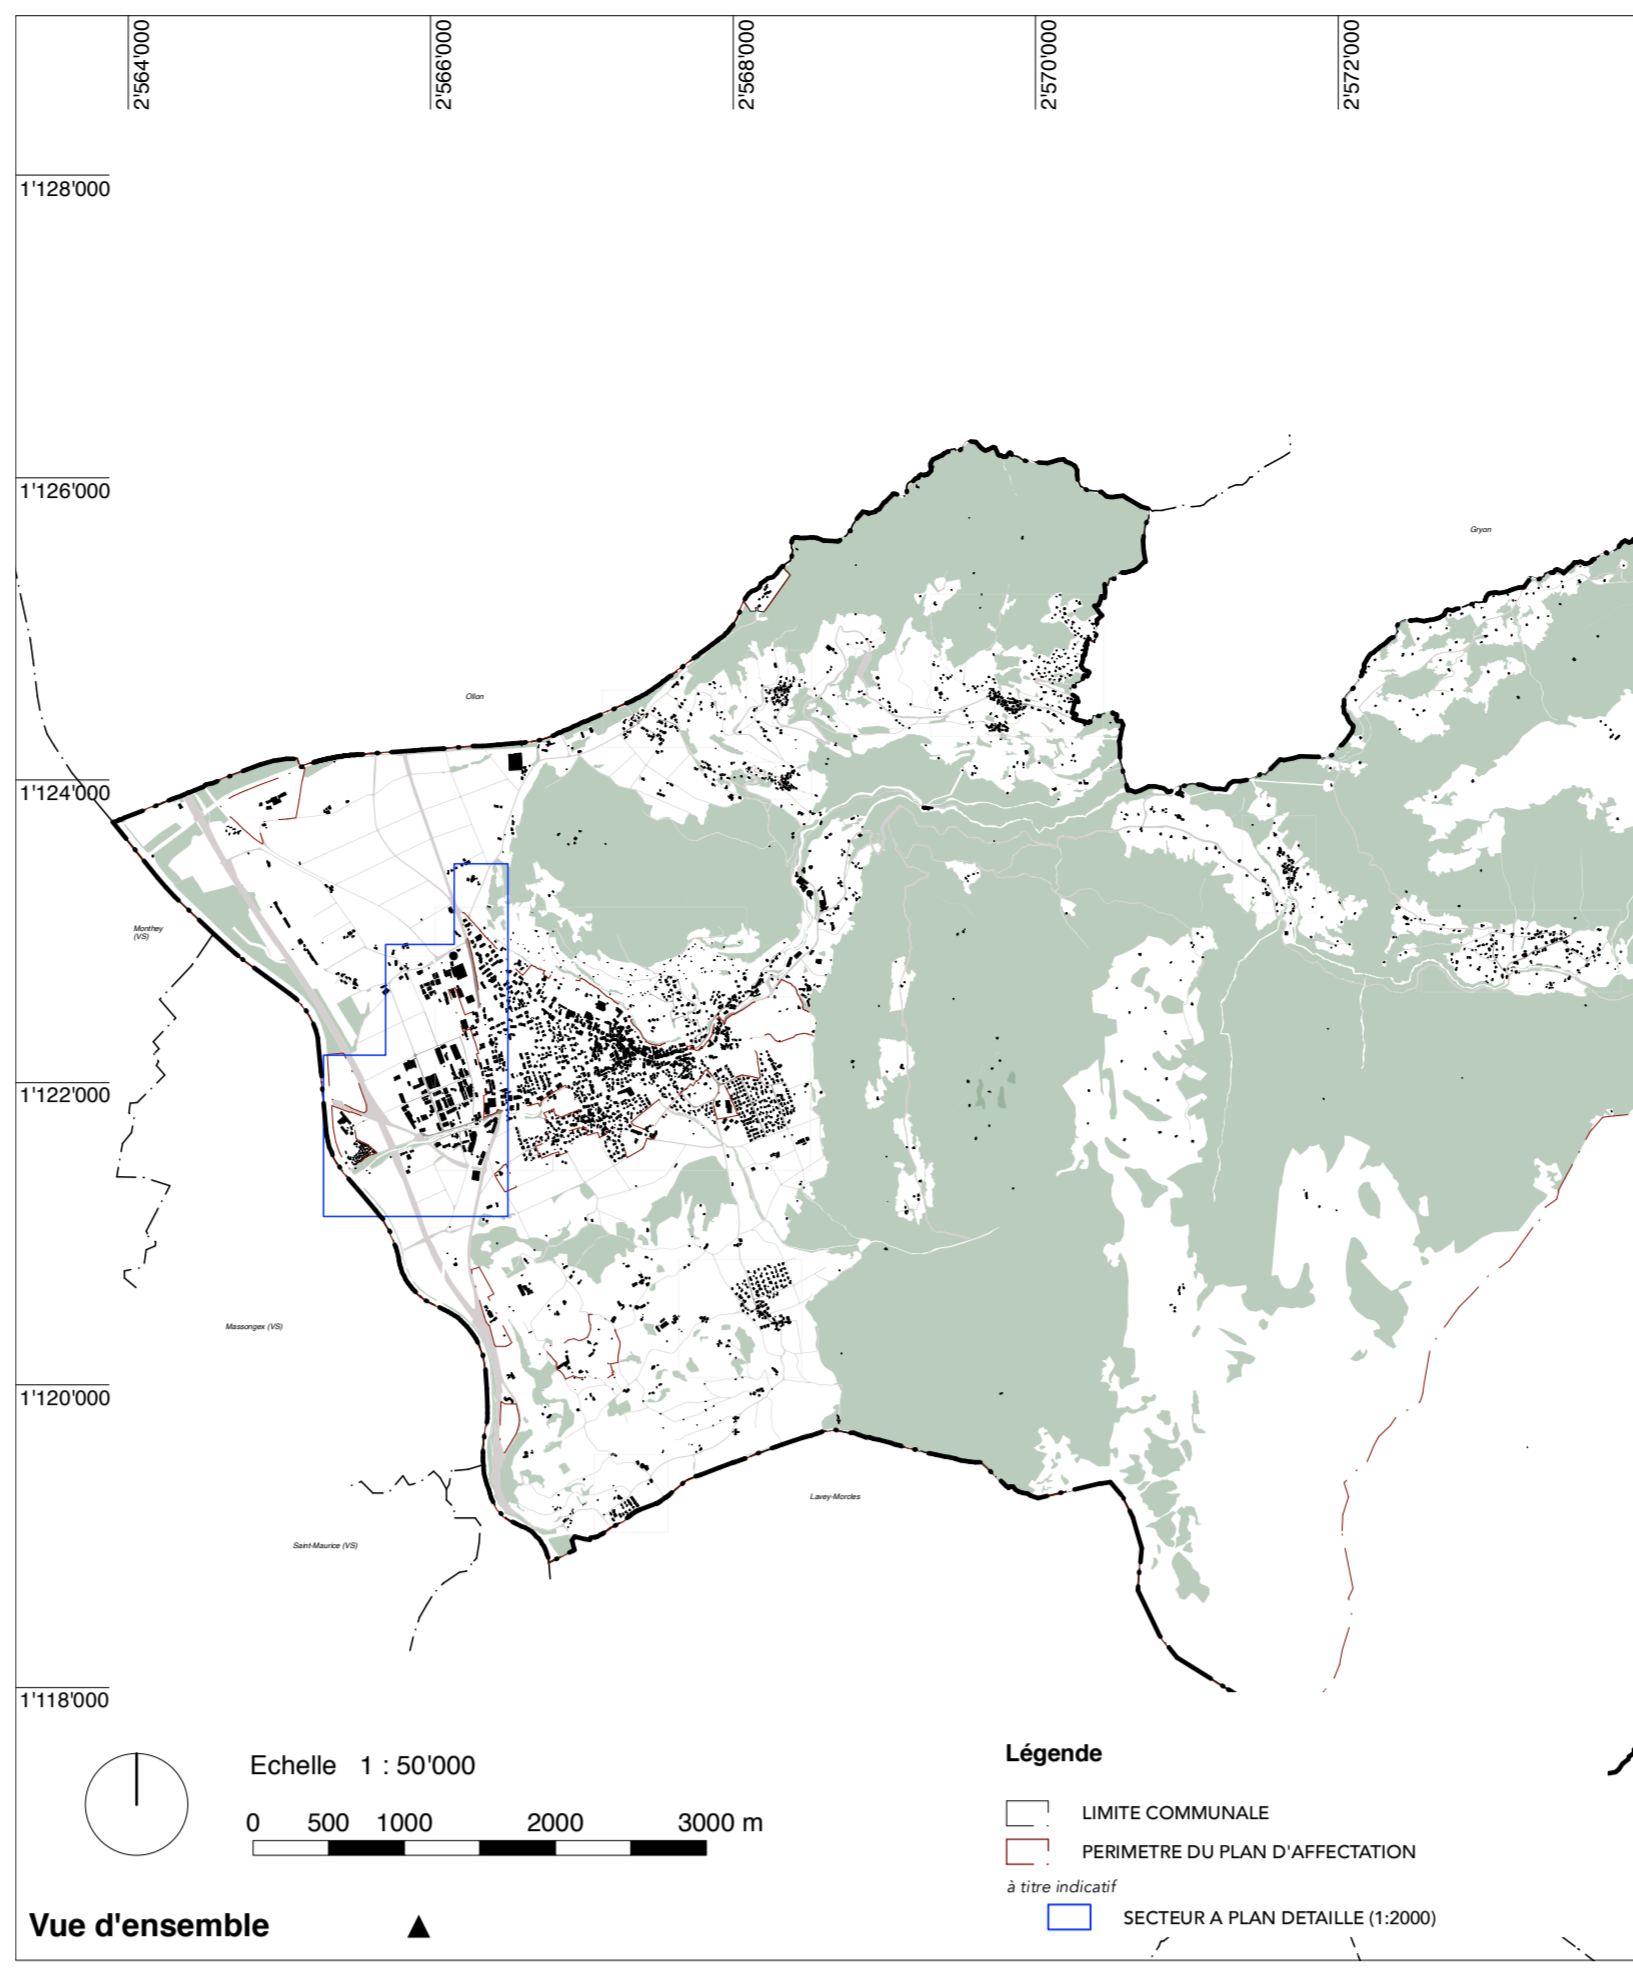 2'564'000
2'566'000
2'568'000
2'570'000
2'572'000
1'128'000
1'126'000
Gryon
Ollon
1'124'000
Monthey
(VS)
1'122'000
Massongex (VS)
1'120'000
Lavey-Morcles
Saint-Maurice (VS)
1'118'000
Echelle 1 : 50'000
0 500 1000 2000 3000 m
Vue d'ensemble
Légende
LIMITE COMMUNALE
PERIMETRE DU PLAN D'AFFECTATION
à titre indicatif
SECTEUR A PLAN DETAILLE (1:2000)